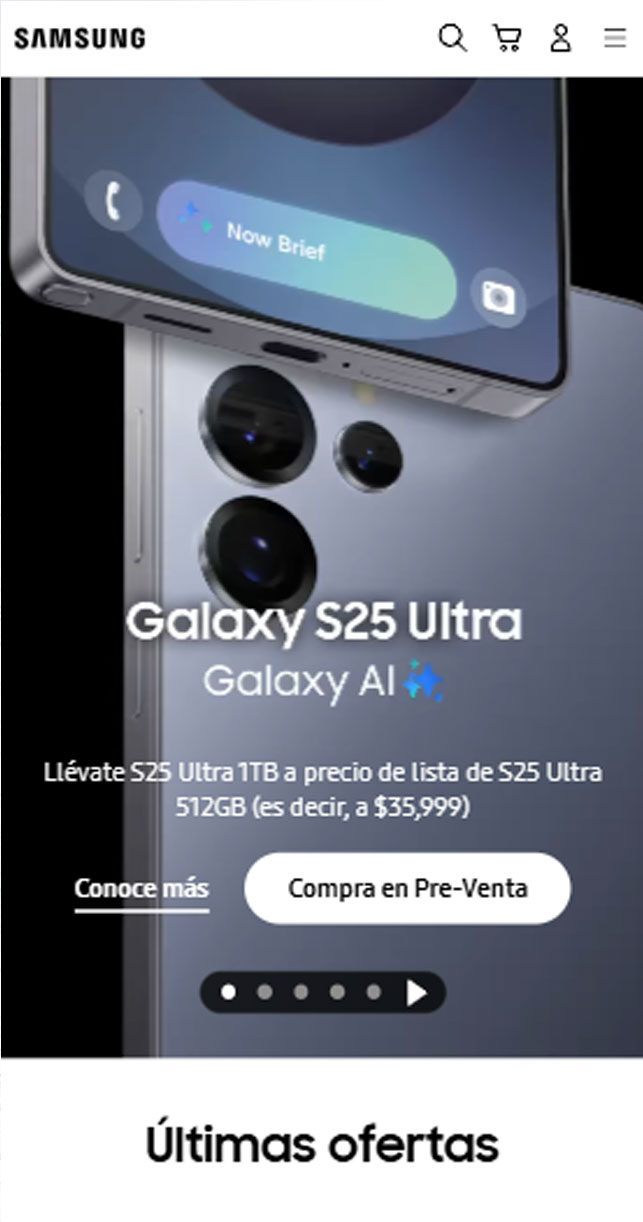 SAMSUNG
Now Brief
Galaxy S25 Ultra
Galaxy AI
Llévate S25 Ultra 1TB a precio de lista de S25 Ultra
512GB (es decir, a $35,999)
Conoce más
Compra en Pre-Venta
Últimas ofertas